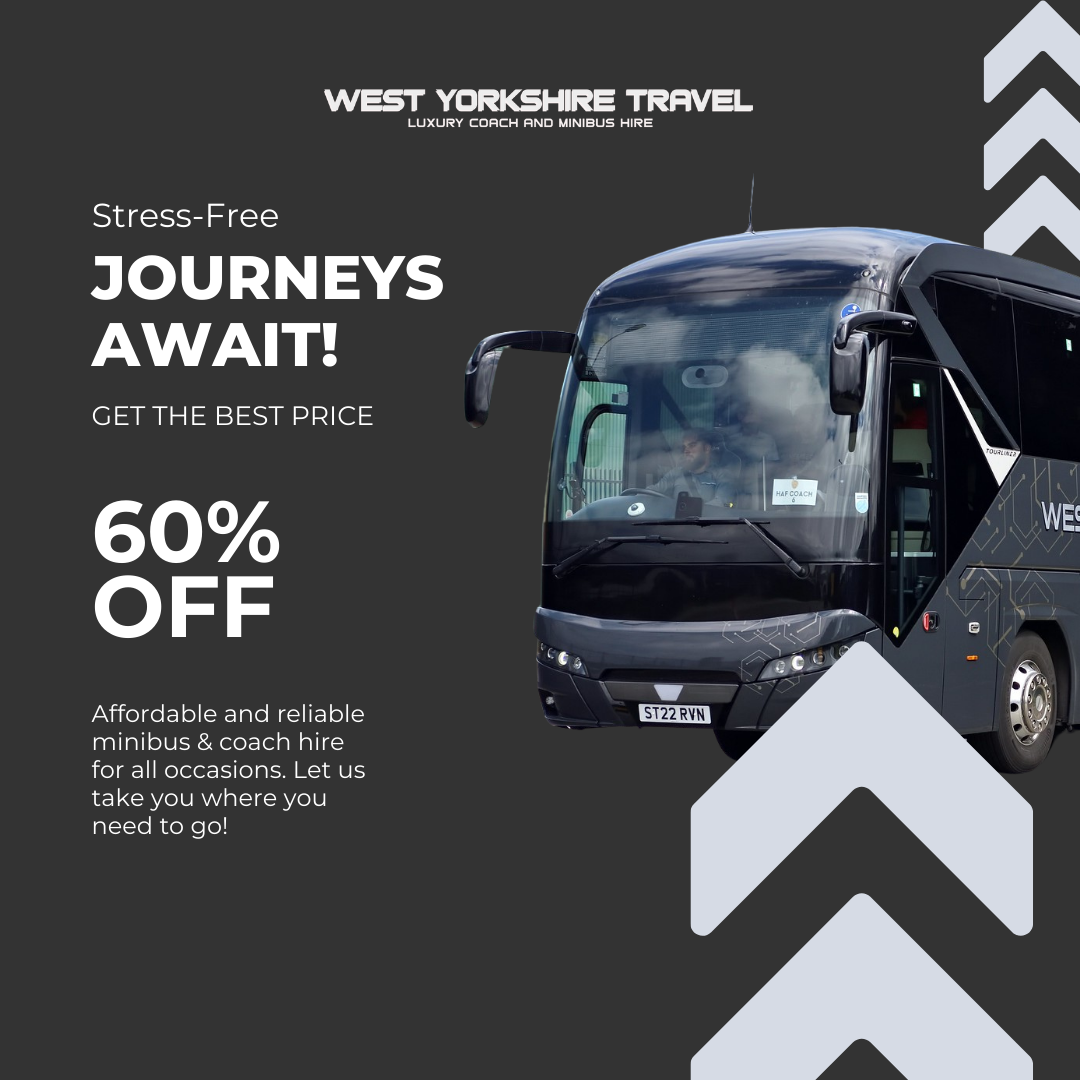 WEST YORKSHIRE TRAVEL
LUXURY COACH AND MINIBUS HIRE
Stress-Free
JOURNEYS
AWAIT!
GET THE BEST PRICE
60%
OFF
Affordable and reliable
minibus & coach hire
for all occasions. Let us
take you where you
need to go!
TOURLINER
HAF COACH
6
WES
ST22 RVN